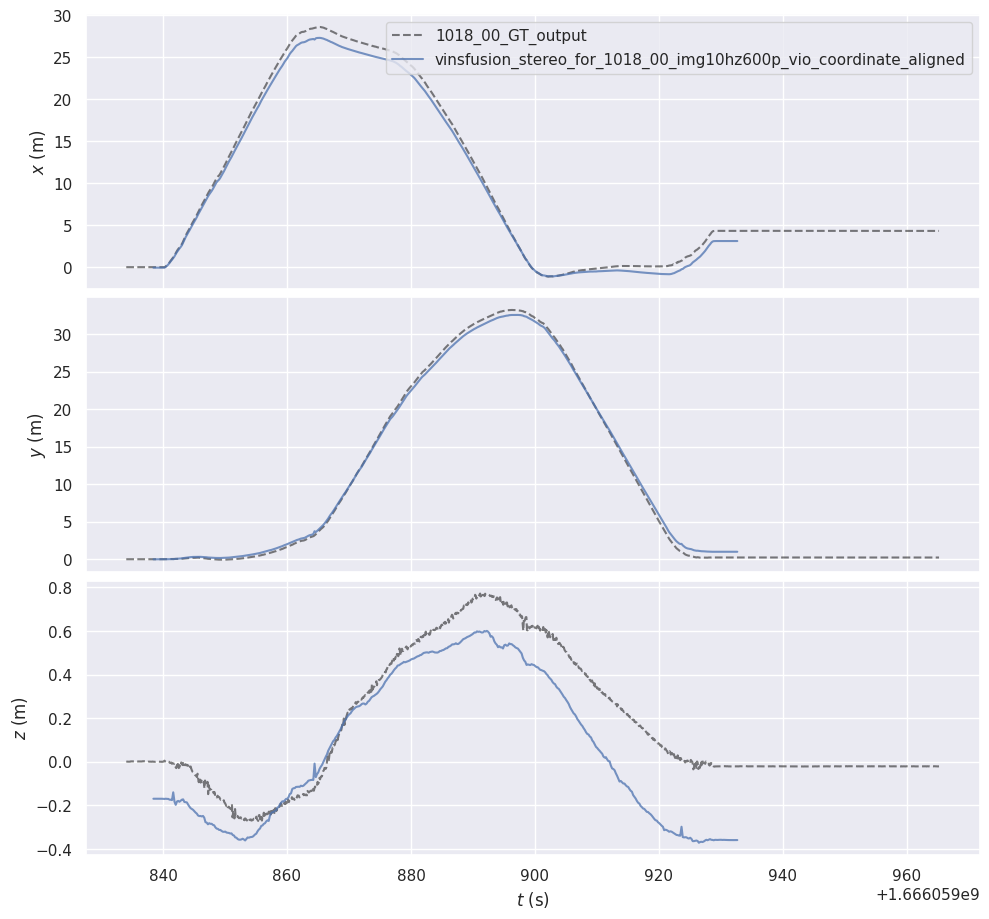 30
25
20
15
10
5
0
x (m)
1018_00_GT_output
vinsfusion_stereo_for_1018_00_img10hz600p_vio_coordinate_aligned
30
25
20
15
10
5
0
y (m)
0.8
0.6
0.4
0.2
0.0
−0.2
−0.4
z (m)
840 860 880 900 920 940 960
t (s)
+1.666059e9